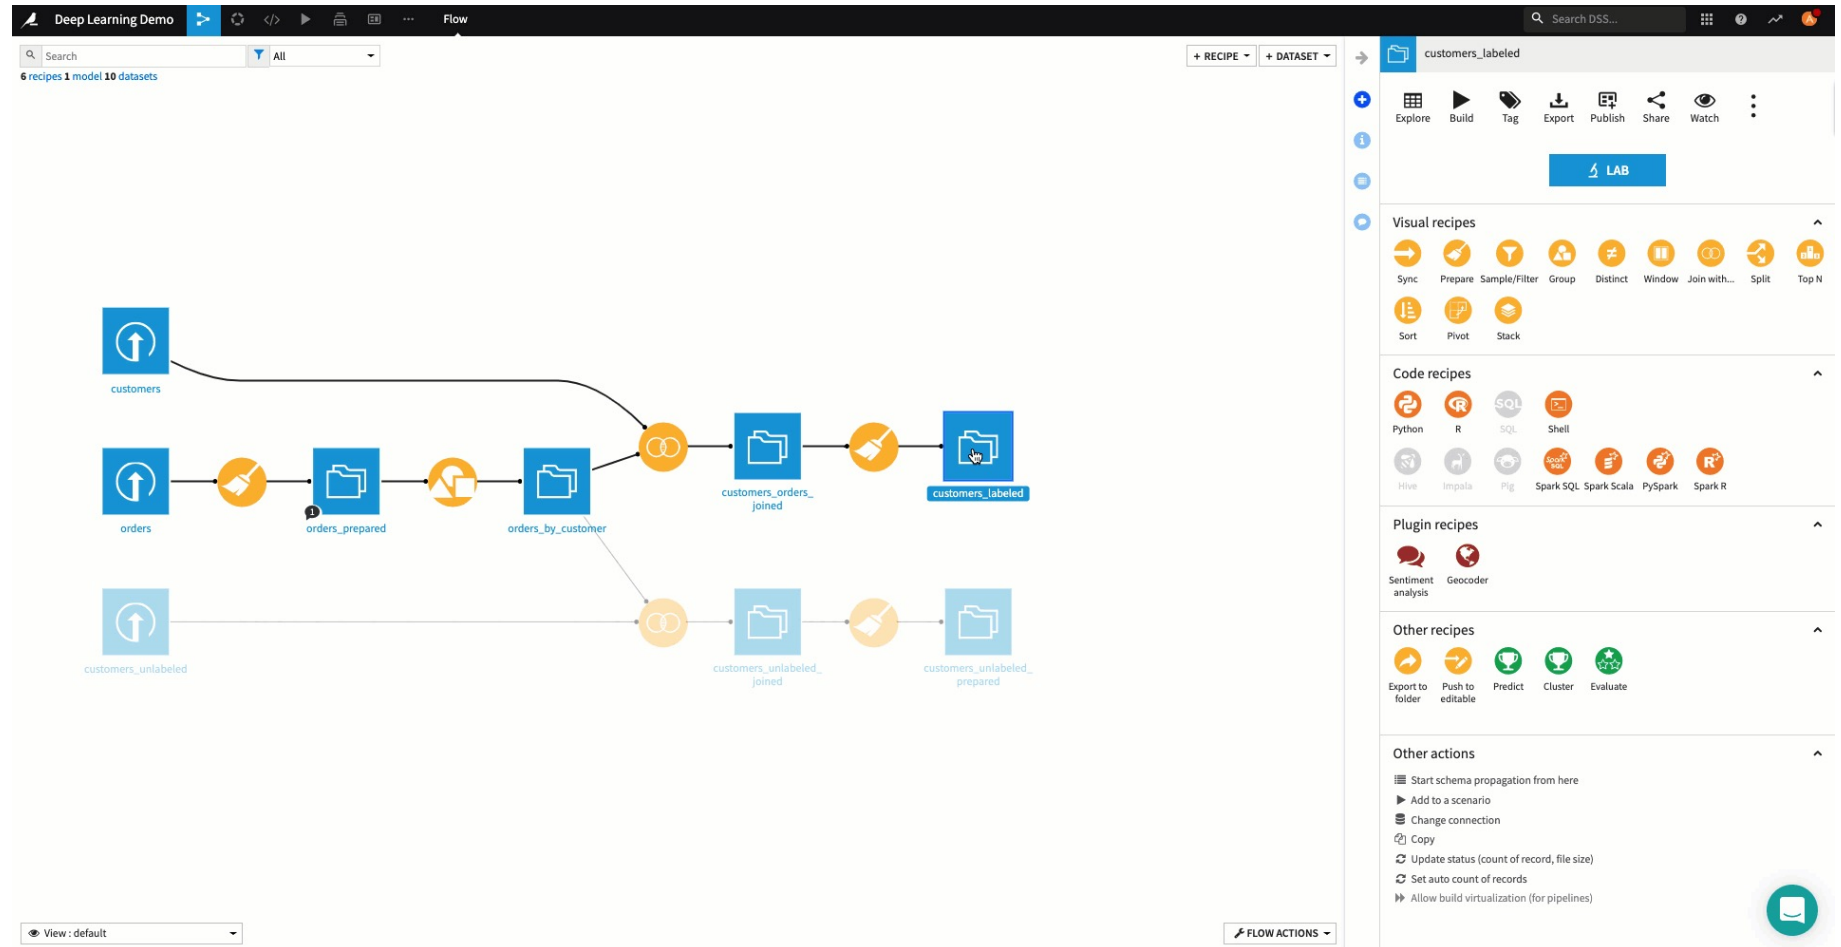 Deep Learning Demo
Flow
Search DSS...
A
Search
All
6 recipes 1 model 10 datasets
+ RECIPE
+ DATASET
customers
orders
1
orders_prepared
orders_by_customer
customers_orders_
joined
customers_labeled
customers_unlabeled
customers_unlabeled_
joined
customers_unlabeled_
prepared
View : default
FLOW ACTIONS
customers_labeled
Explore Build Tag Export Publish Share Watch
LAB
Visual recipes
Sync Prepare Sample/Filter Group Distinct Window Join with... Split Top N
Sort Pivot Stack
Code recipes
SQL
Python R SQL Shell
Spark
SQL
Hive Impala Pig Spark SQL Spark Scala PySpark Spark R
Plugin recipes
Sentiment
analysis
Geocoder
Other recipes
Export to
folder
Push to
editable
Predict Cluster Evaluate
Other actions
Start schema propagation from here
Add to a scenario
Change connection
Copy
Update status (count of record, file size)
Set auto count of records
Allow build virtualization (for pipelines)